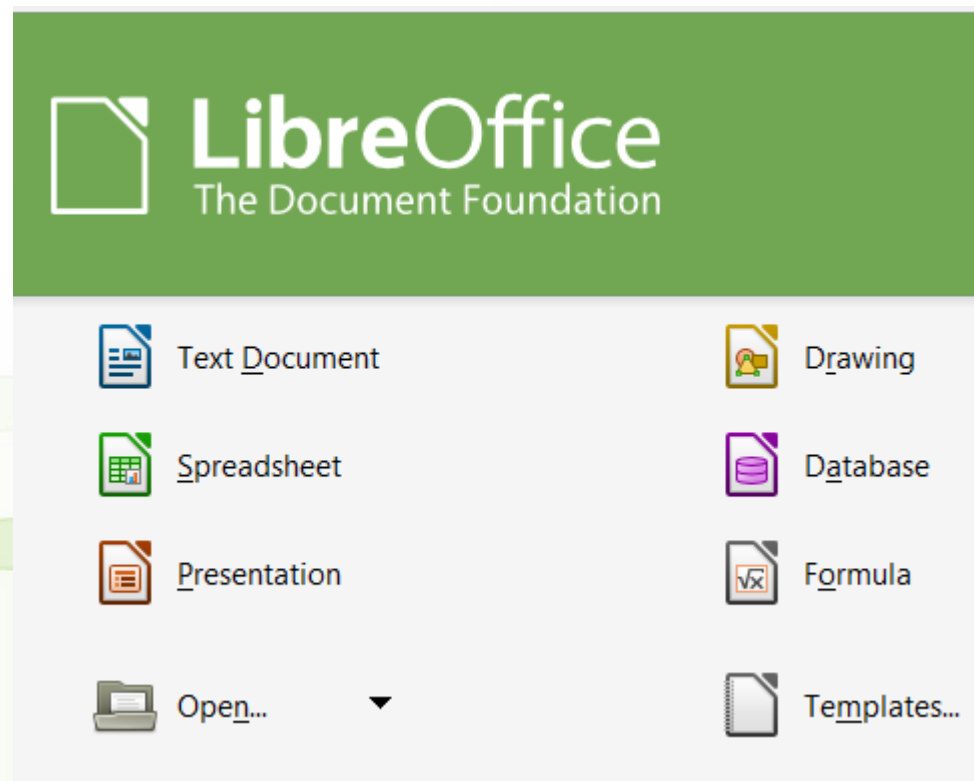 LibreOffice
The Document Foundation
Text Document
Drawing
Spreadsheet
Database
Presentation
Formula
Open...
Templates...